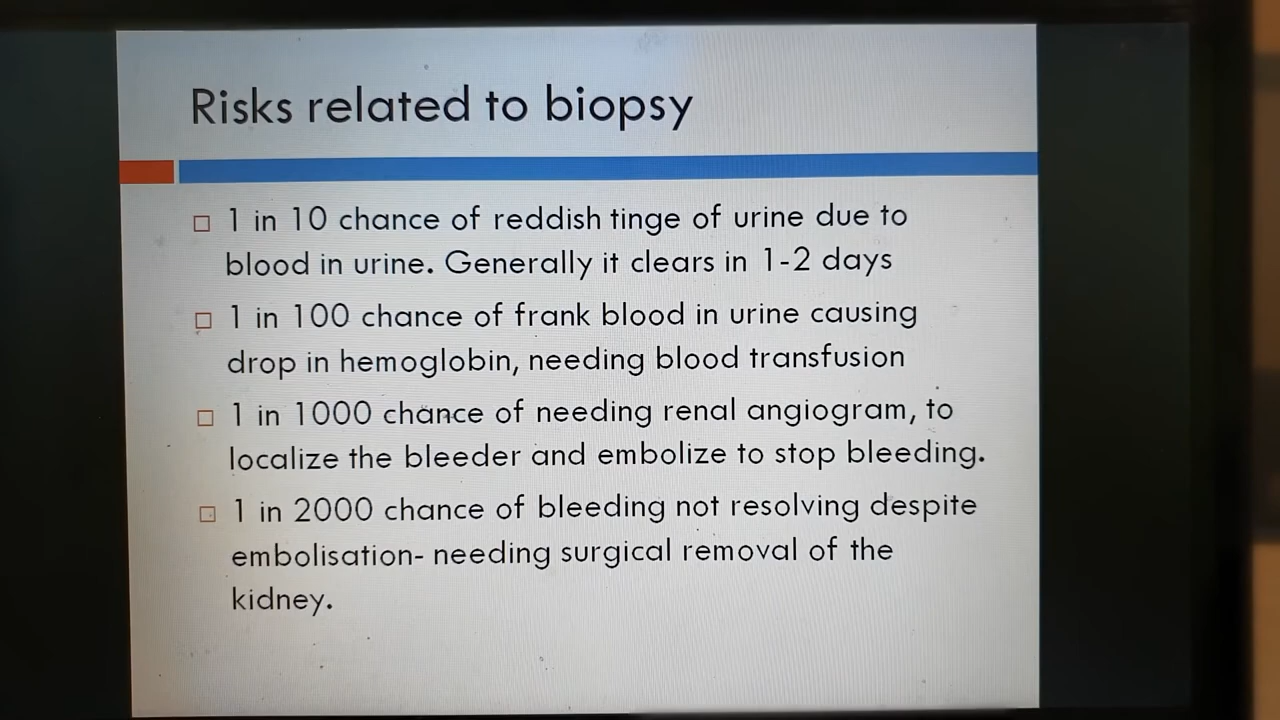 Risks related to biopsy
1 in 10 chance of reddish tinge of urine due to
blood in urine. Generally it clears in 1-2 days
1 in 100 chance of frank blood in urine causing
drop in hemoglobin, needing blood transfusion
1 in 1000 chance of needing renal angiogram, to
localize the bleeder and embolize to stop bleeding.
1 in 2000 chance of bleeding not resolving despite
embolisation- needing surgical removal of the
kidney.